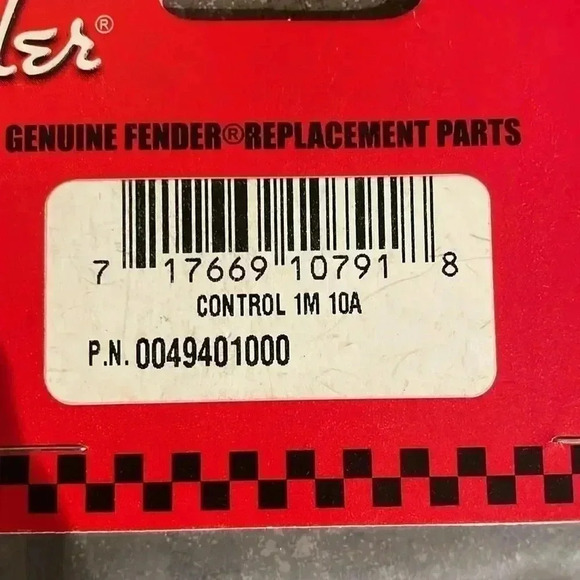 GENUINE FENDER®REPLACEMENT PARTS
7 17669 10791 8
CONTROL 1M 10A
P.N. 0049401000